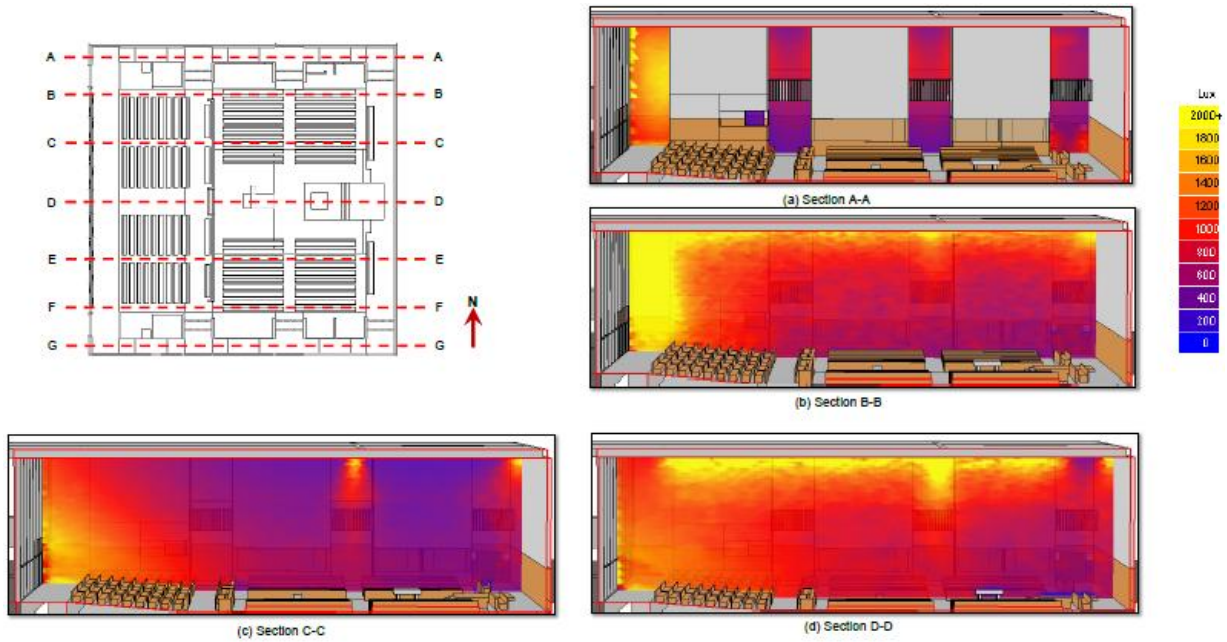 A A
B B
C C
D D
E E
F F
G G
N
(a) Section A-A
Lux
2000+
1800
1600
1400
1200
1000
800
600
400
200
0
(b) Section B-B
(c) Section C-C
(d) Section D-D